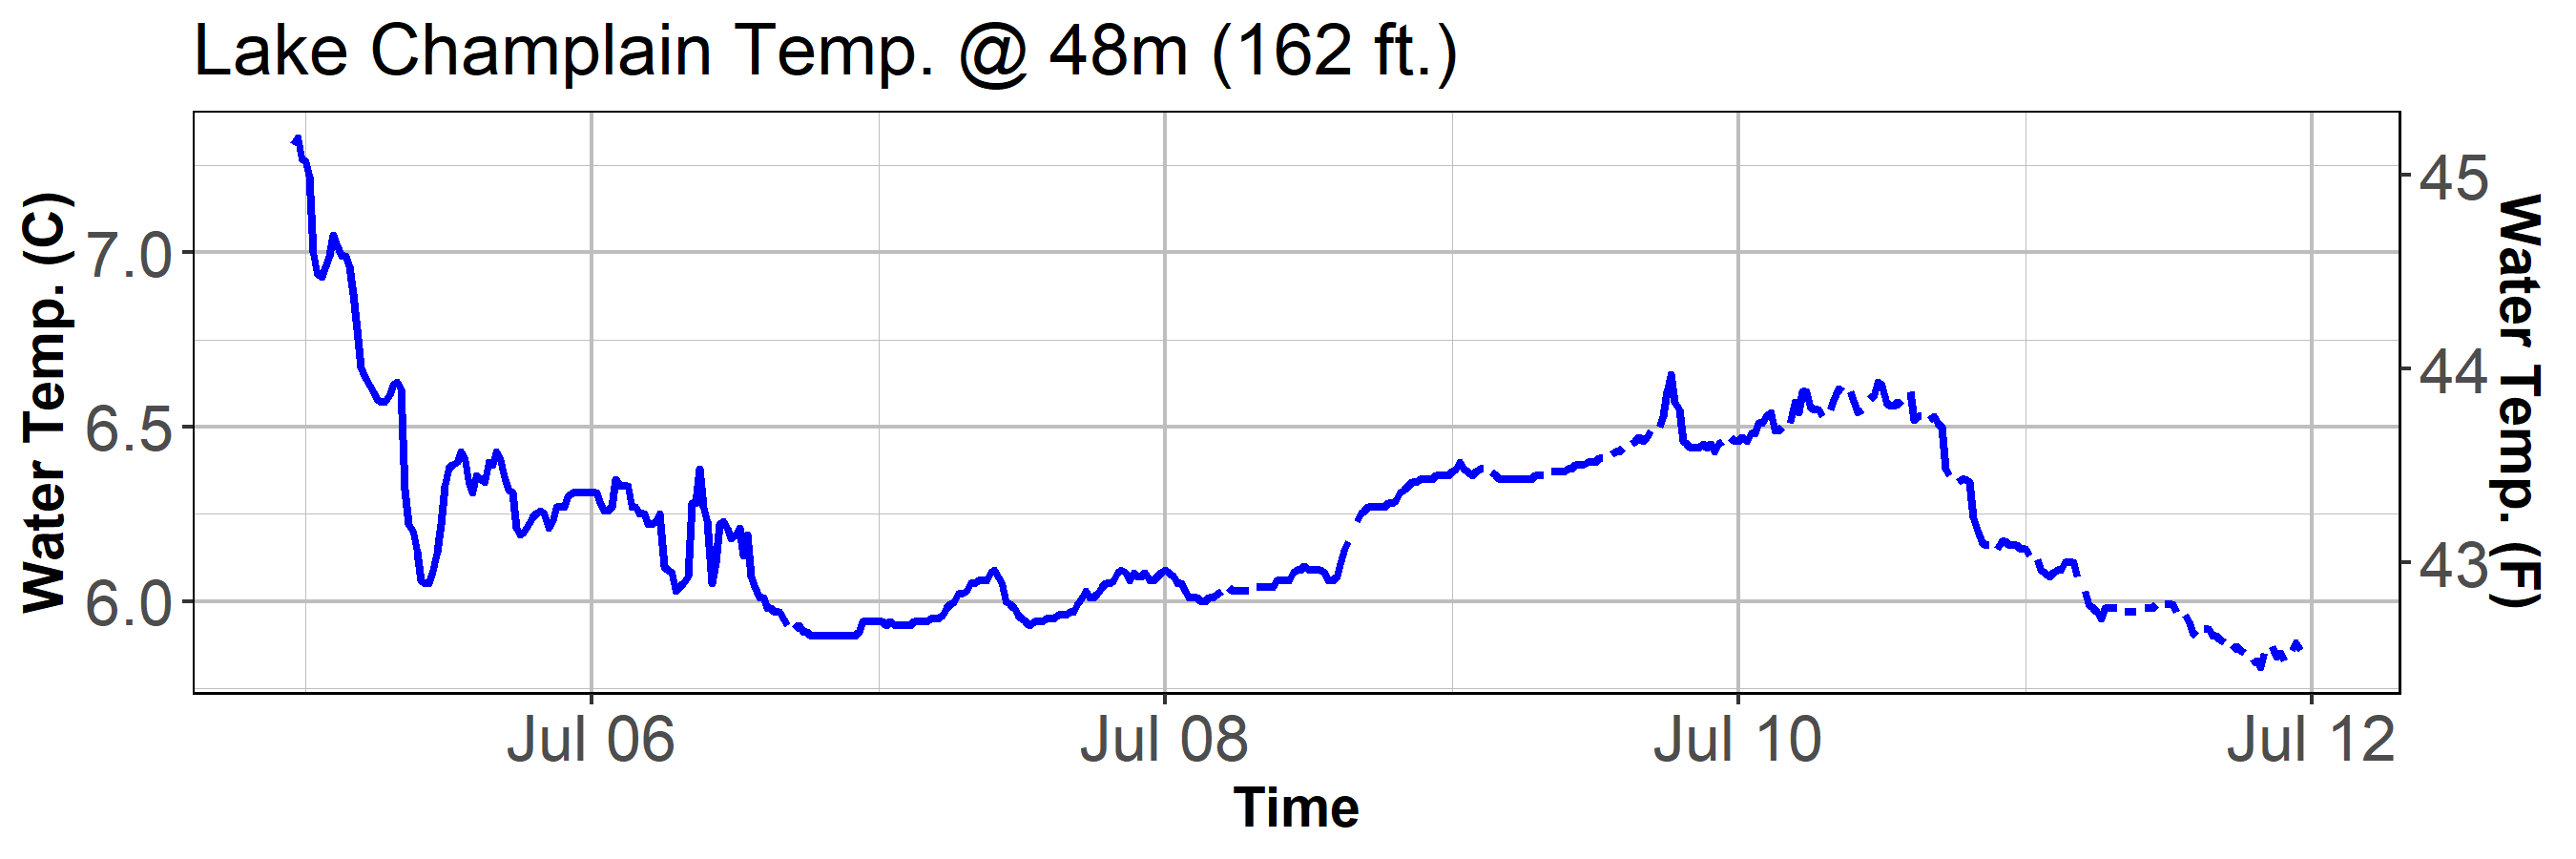 Lake Champlain Temp. @ 48m (162 ft.)
Water Temp. (C)
7.0
6.5
6.0
45
44
43
Water Temp. (F)
Jul 06 Jul 08 Jul 10 Jul 12
Time